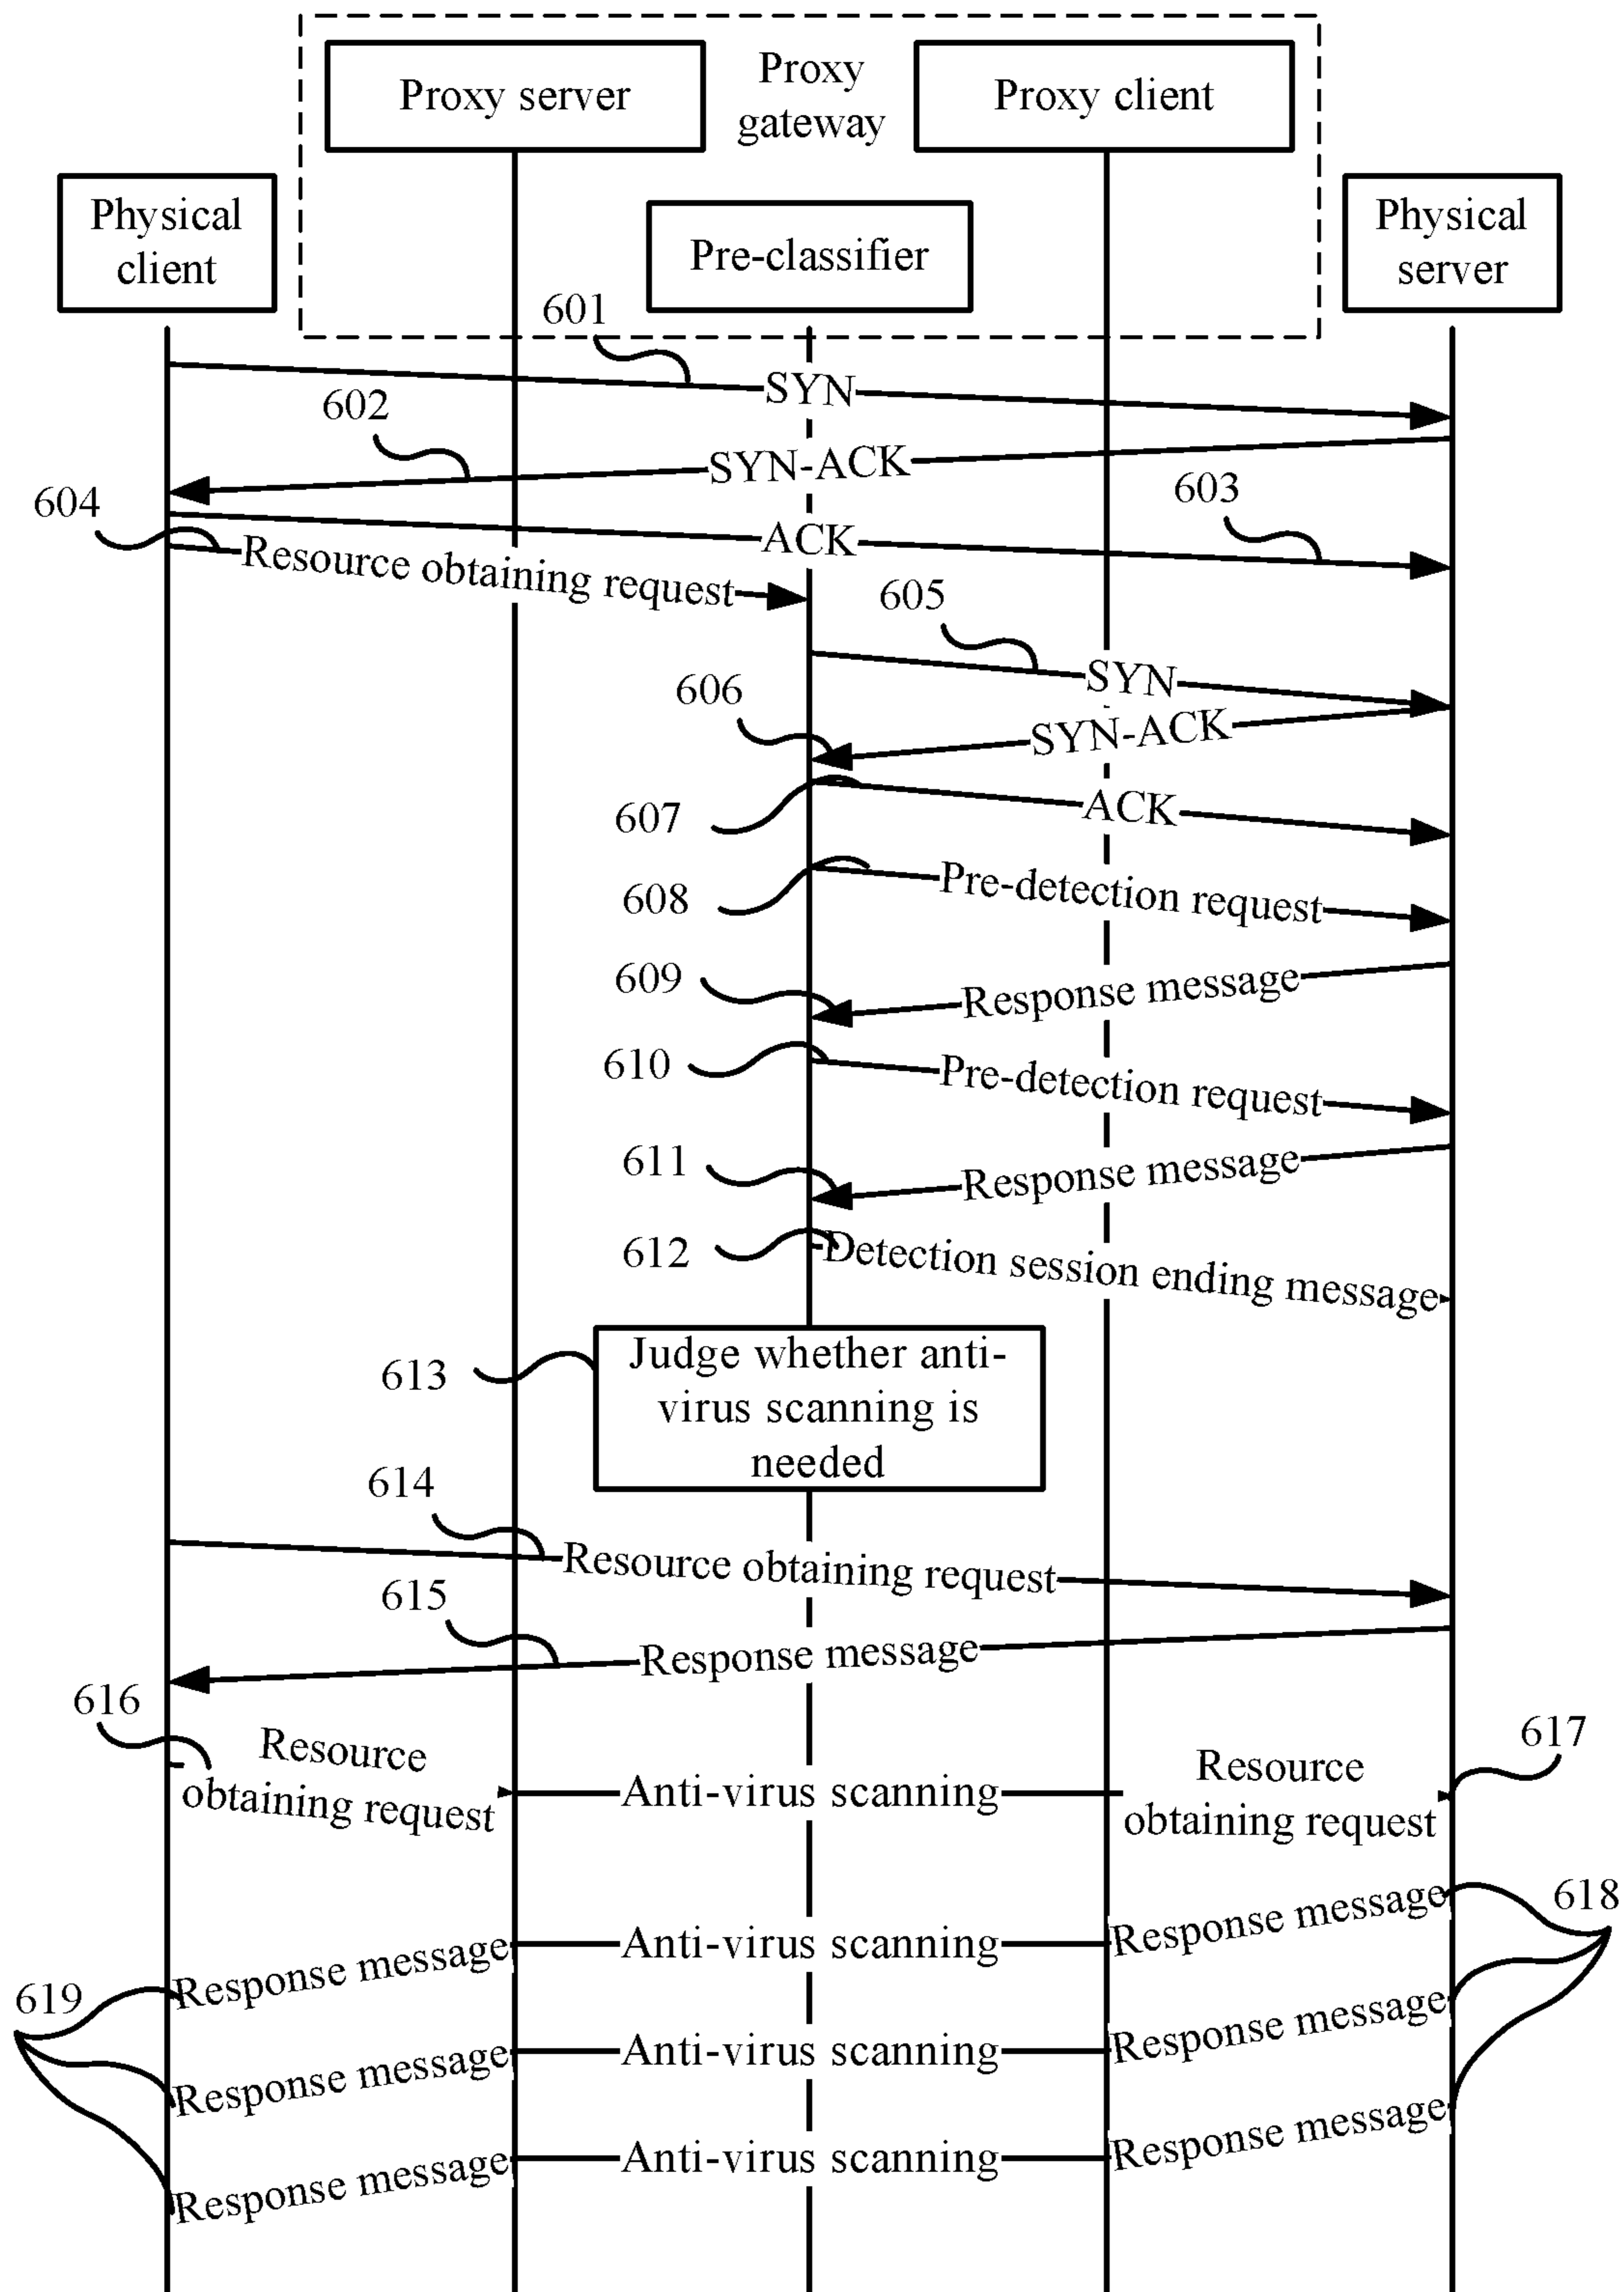 Proxy server
Proxy
gateway
Proxy client
Physical
client
Pre-classifier
Physical
server
601
SYN
602
SYN-ACK
603
604
ACK
Resource obtaining request
605
SYN
606
SYN-ACK
607
ACK
608
Pre-detection request
609
Response message
610
Pre-detection request
611
Response message
612
Detection session ending message
613
Judge whether anti-
virus scanning is
needed
614
Resource obtaining request
615
Response message
616
Resource
obtaining request
Anti-virus scanning
Resource
obtaining request
617
618
Response message
Anti-virus scanning
Response message
619
Response message
Anti-virus scanning
Response message
Response message
Anti-virus scanning
Response message